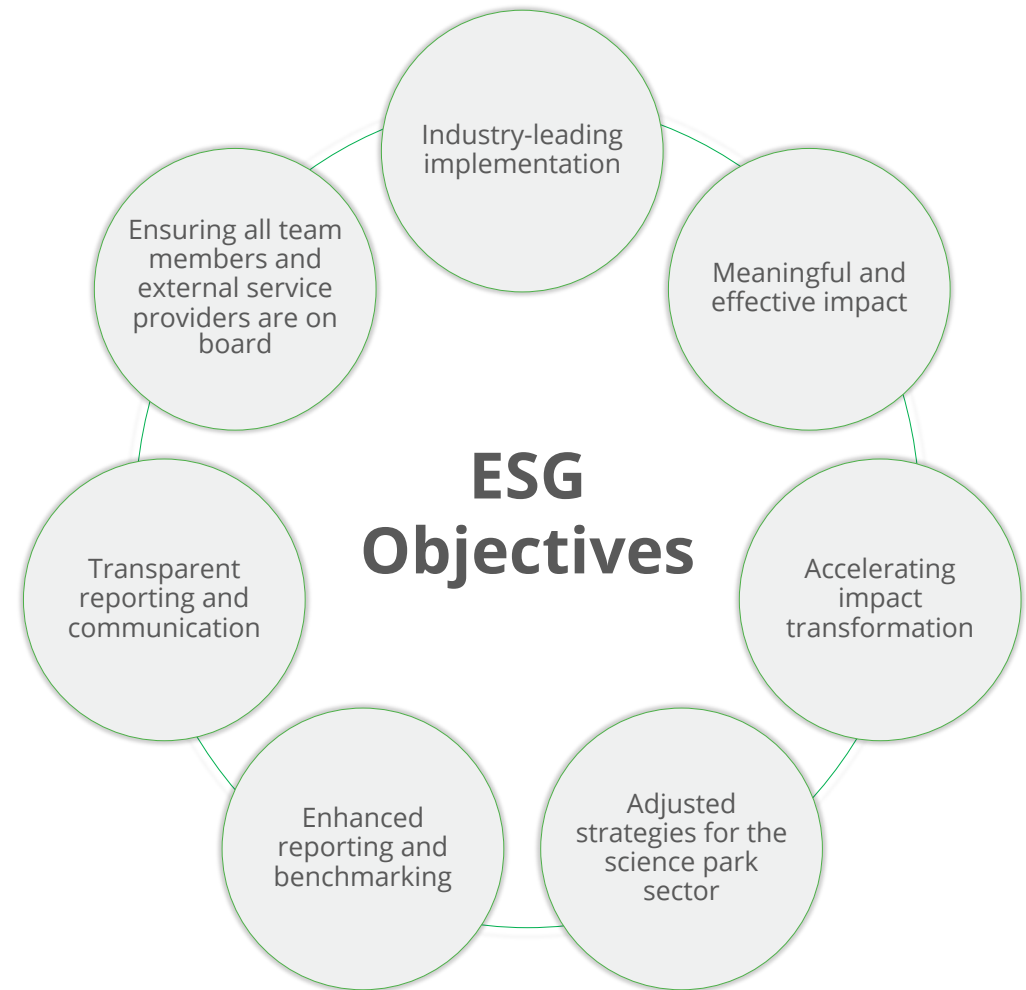 Industry-leading
implementation
Meaningful and
effective impact
Accelerating
impact
transformation
Adjusted
strategies for the
science park
sector
Enhanced
reporting and
benchmarking
Transparent
reporting and
communication
Ensuring all team
members and
external service
providers are on
board
ESG
Objectives